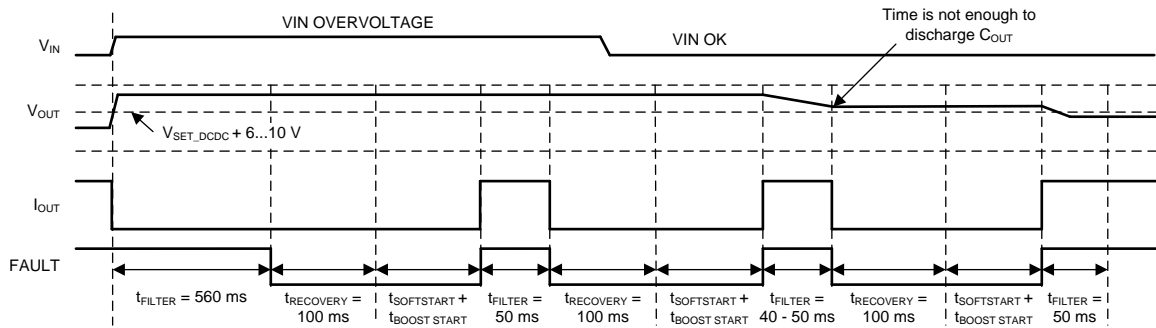 VIN OVERVOLTAGE
VIN OK
Time is not enough to
discharge COUT
VIN
VOUT
VSET_DCDC + 6...10 V
IOUT
FAULT
tFILTER = 560 ms
tRECOVERY =
100 ms
tSOFTSTART +
tBOOST START
tFILTER =
50 ms
tRECOVERY =
100 ms
tSOFTSTART +
tBOOST START
tFILTER =
40 - 50 ms
tRECOVERY =
100 ms
tSOFTSTART +
tBOOST START
tFILTER =
50 ms